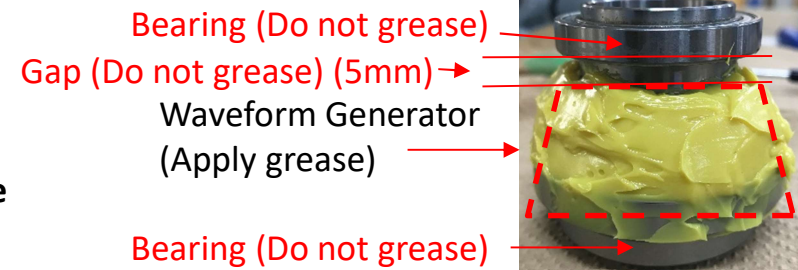 Bearing (Do not grease)
Gap (Do not grease) (5mm)
Waveform Generator
(Apply grease)
e
Bearing (Do not grease)